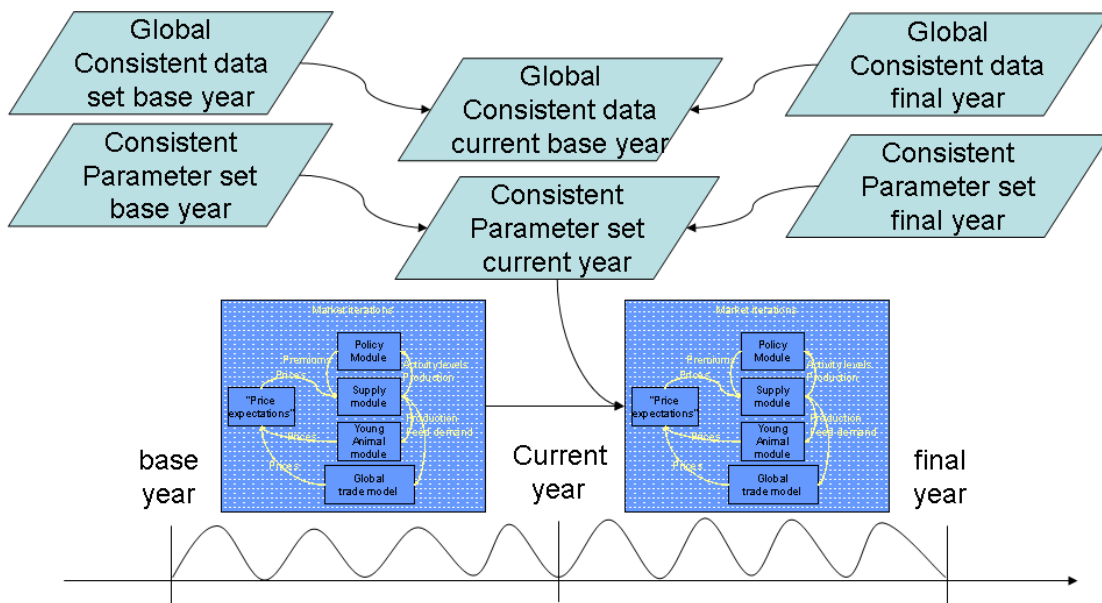 Global
Consistent data
set base year
Global
Consistent data
current base year
Global
Consistent data
final year
Consistent
Parameter set
base year
Consistent
Parameter set
current year
Consistent
Parameter set
final year
Market iterations
Policy
Module
Premiums
Prices
Activity levels
Production
"Price
expectations"
Supply
module
Production
Feed demand
Prices
Young
Animal
module
Prices
Global
trade model
Market iterations
Policy
Module
Premiums
Prices
Activity levels
Production
"Price
expectations"
Supply
module
Production
Feed demand
Prices
Young
Animal
module
Prices
Global
trade model
base
year
Current
year
final
year